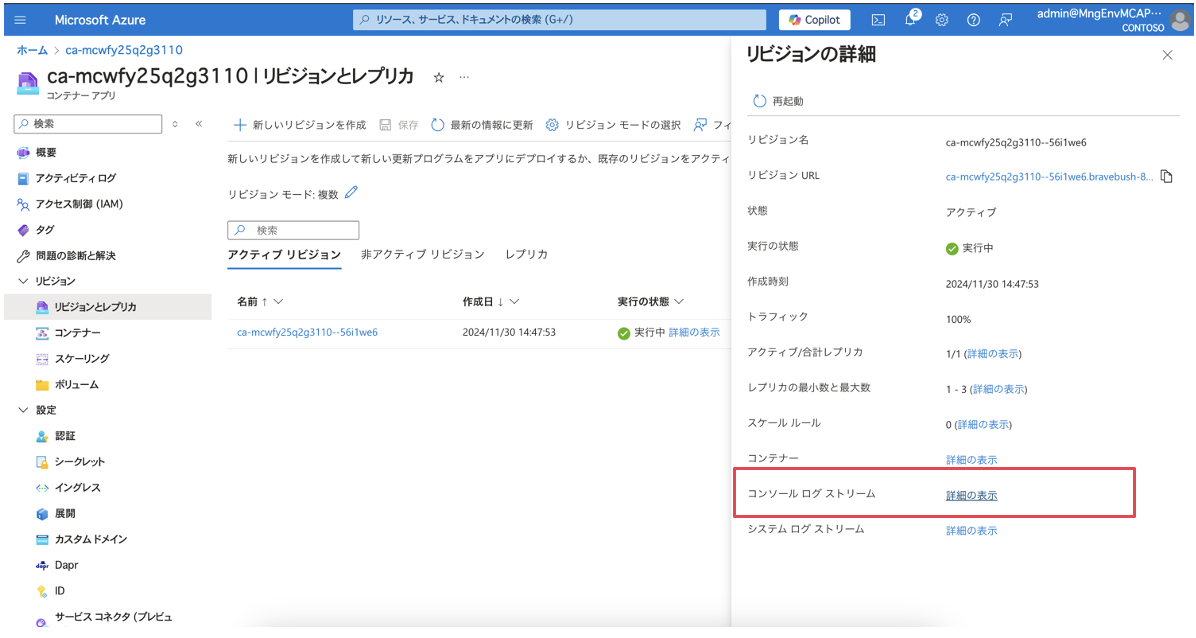 Microsoft Azure
リソース、サービス、ドキュメントの検索 (G+/)
Copilot
2
admin@MngEnvMCAP…
CONTOSO
ホーム > ca-mcwfy25q2g3110
ca-mcwfy25q2g3110 | リビジョンとレプリカ
コンテナー アプリ
検索
概要
アクティビティ ログ
アクセス制御 (IAM)
タグ
問題の診断と解決
リビジョン
リビジョンとレプリカ
コンテナー
スケーリング
ボリューム
設定
認証
シークレット
イングレス
展開
カスタム ドメイン
Dapr
ID
サービス コネクタ (プレビュ
新しいリビジョンを作成
保存
最新の情報に更新
リビジョン モードの選択
フィ
新しいリビジョンを作成して新しい更新プログラムをアプリにデプロイするか、既存のリビジョンをアクティ
リビジョン モード: 複数
検索
アクティブ リビジョン
非アクティブ リビジョン
レプリカ
名前 ↑
作成日 ↓
実行の状態
ca-mcwfy25q2g3110--56i1we6
2024/11/30 14:47:53
実行中 詳細の表示
リビジョンの詳細
再起動
リビジョン名
ca-mcwfy25q2g3110--56i1we6
リビジョン URL
ca-mcwfy25q2g3110--56i1we6.bravebush-8...
状態
アクティブ
実行の状態
実行中
作成時刻
2024/11/30 14:47:53
トラフィック
100%
アクティブ/合計レプリカ
1/1 (詳細の表示)
レプリカの最小数と最大数
1 - 3 (詳細の表示)
スケール ルール
0 (詳細の表示)
コンテナー
詳細の表示
コンソール ログ ストリーム
詳細の表示
システム ログ ストリーム
詳細の表示